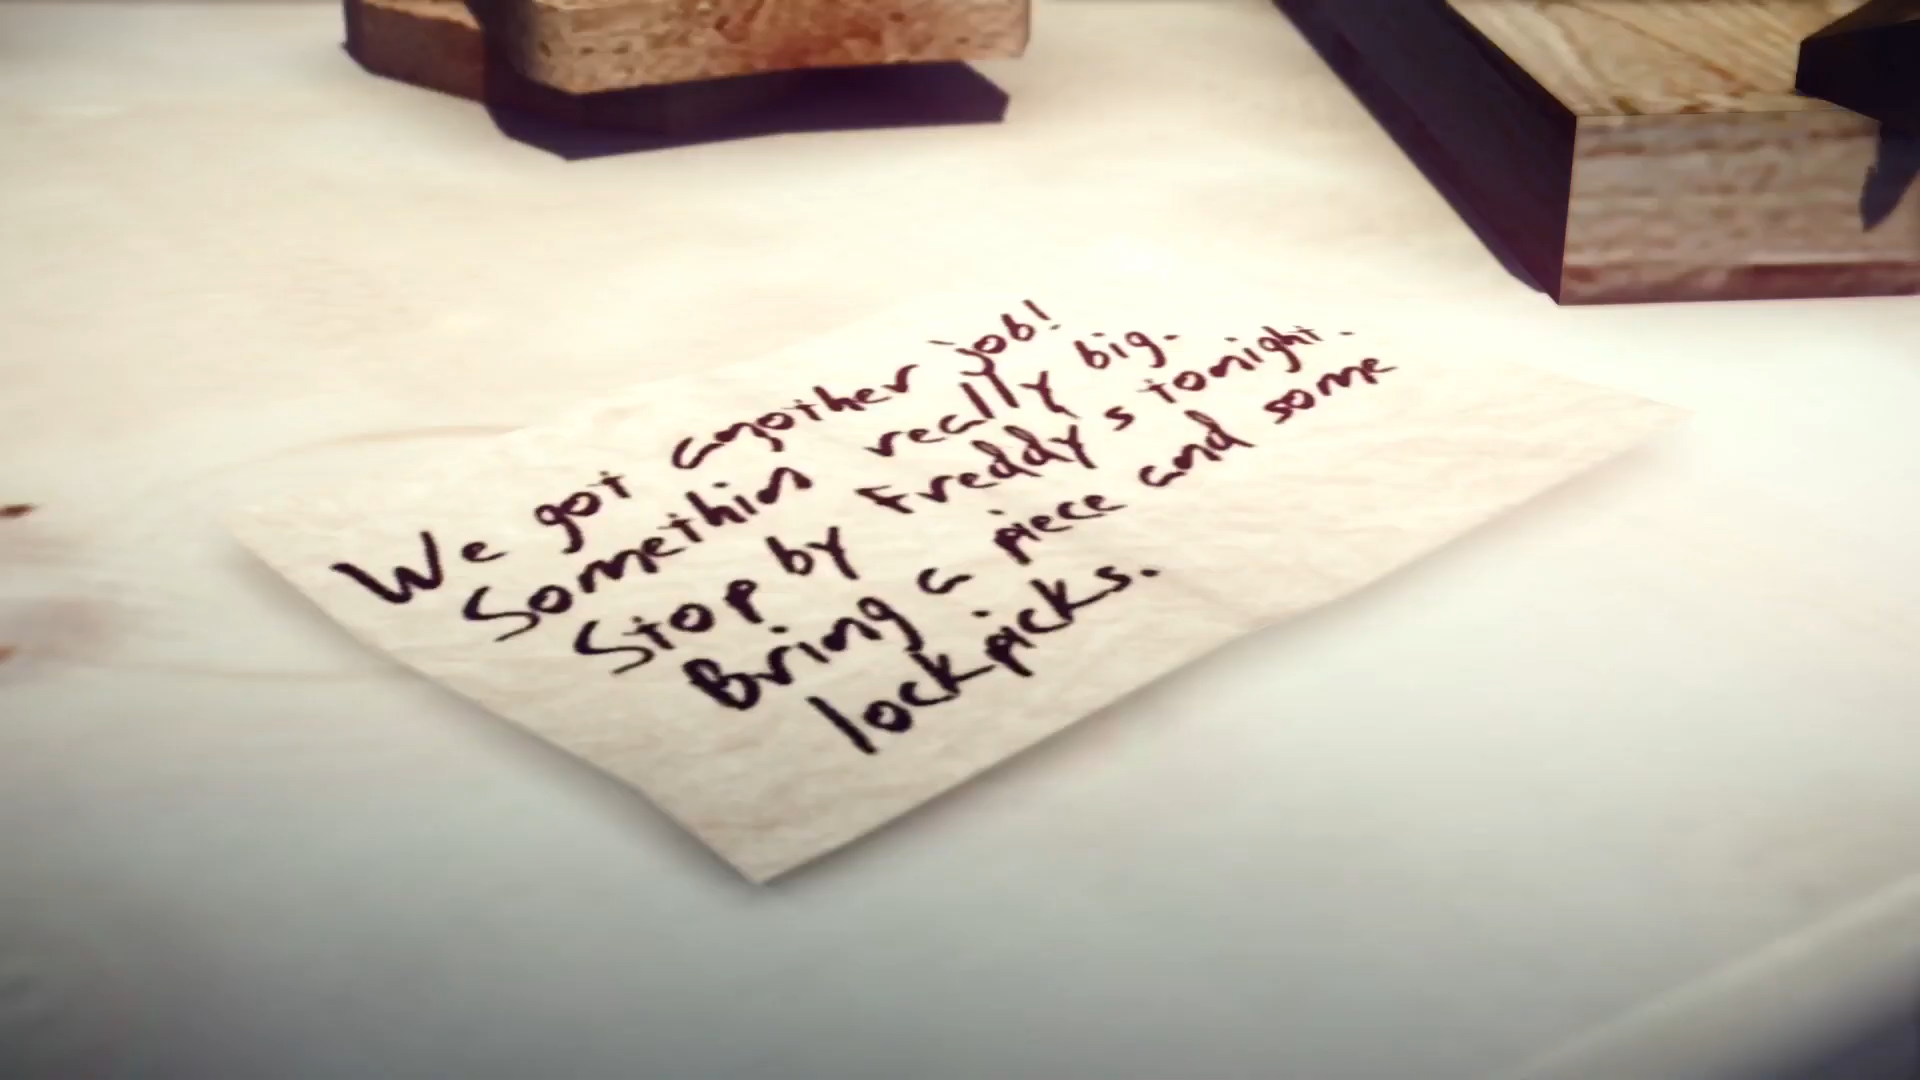 We got another job!
Somethin really big.
Stop by Freddy s tonight.
Bring a piece and some
lockpicks.